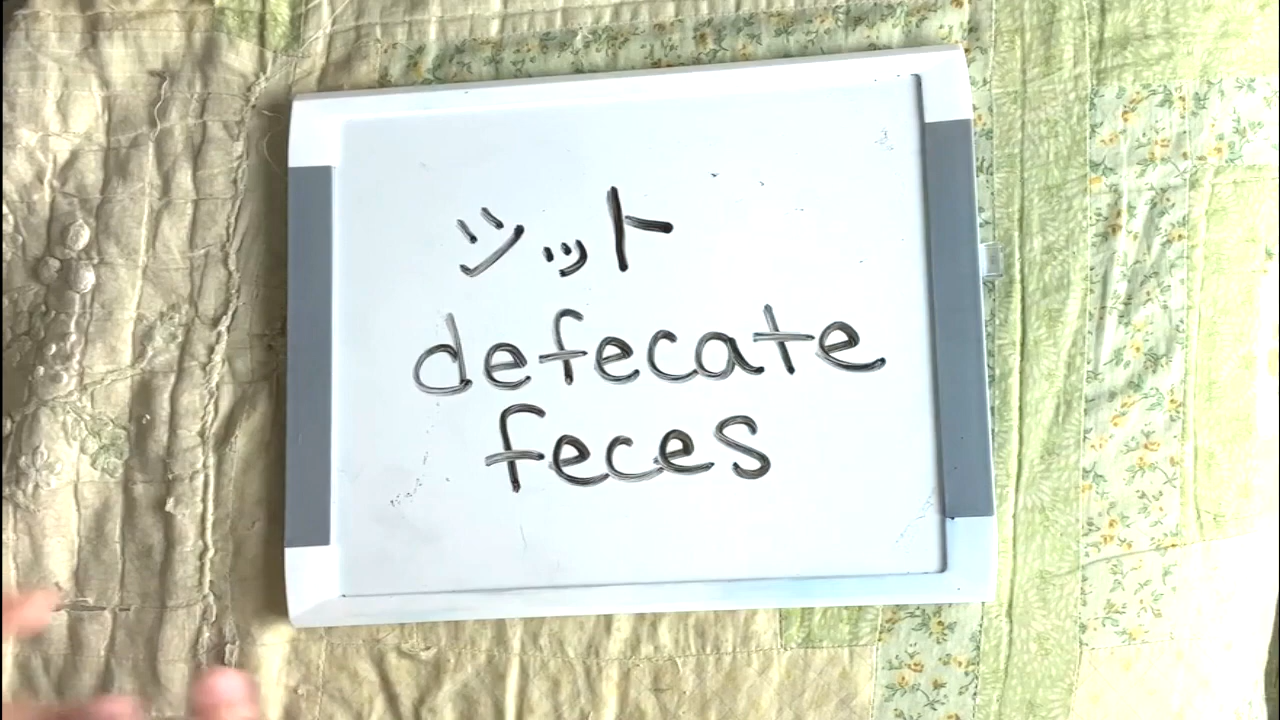 シット
defecate
feces